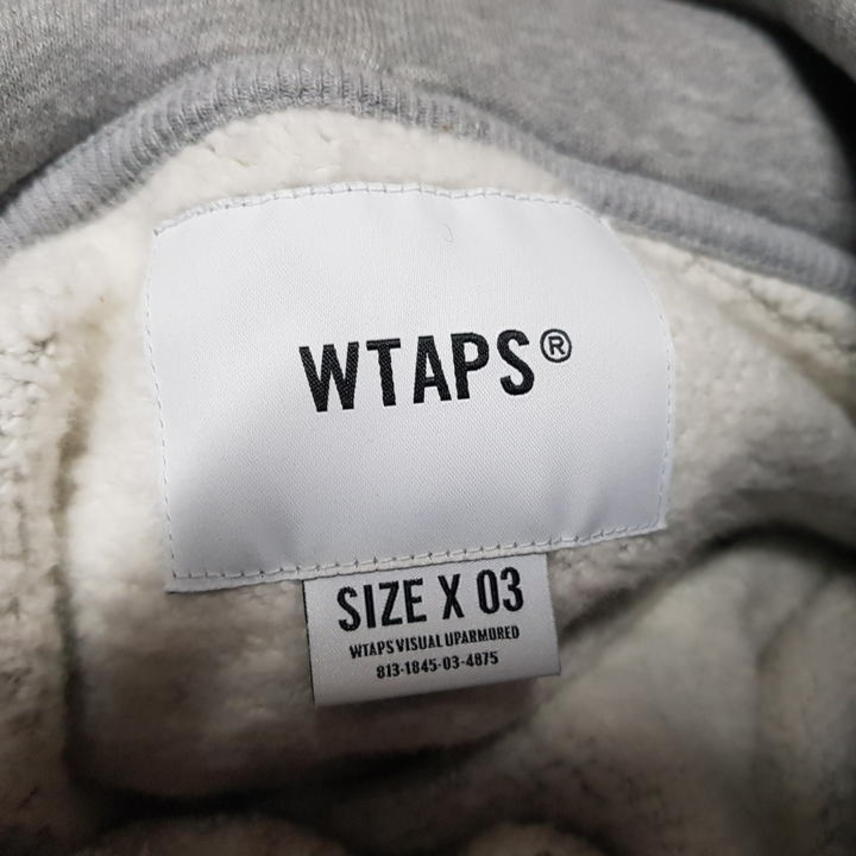 WTAPS®
SIZE X 03
WTAPS VISUAL UPARMORED
813-1845-03-4875